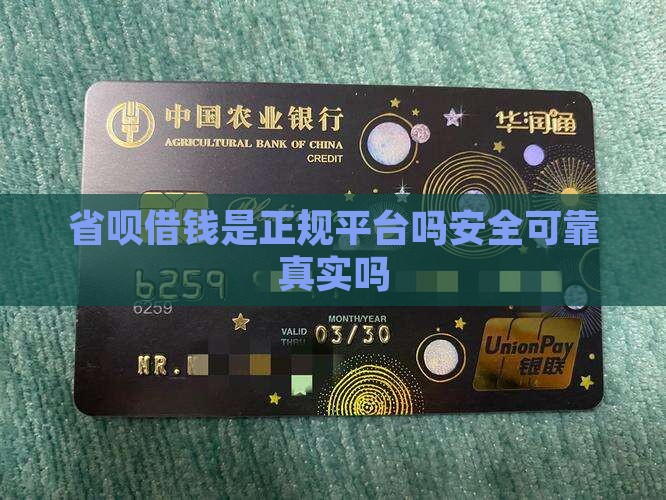 中国农业银行
AGRICULTURAL BANK OF CHINA
CREDIT
华润通
省呗借钱是正规平台吗安全可靠
真实吗
6259
6259
MONTH/YEAR
VALID THRU 03/30
MR.
UnionPay
银联